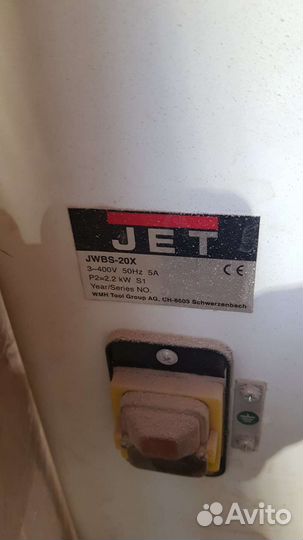 JET
JWBS-20X
3~400V 50Hz 5A
P2=2.2 kW S1
CE
Year/Series NO.
WMH Tool Group AG, CH-8603 Schwerzenbach
Avito